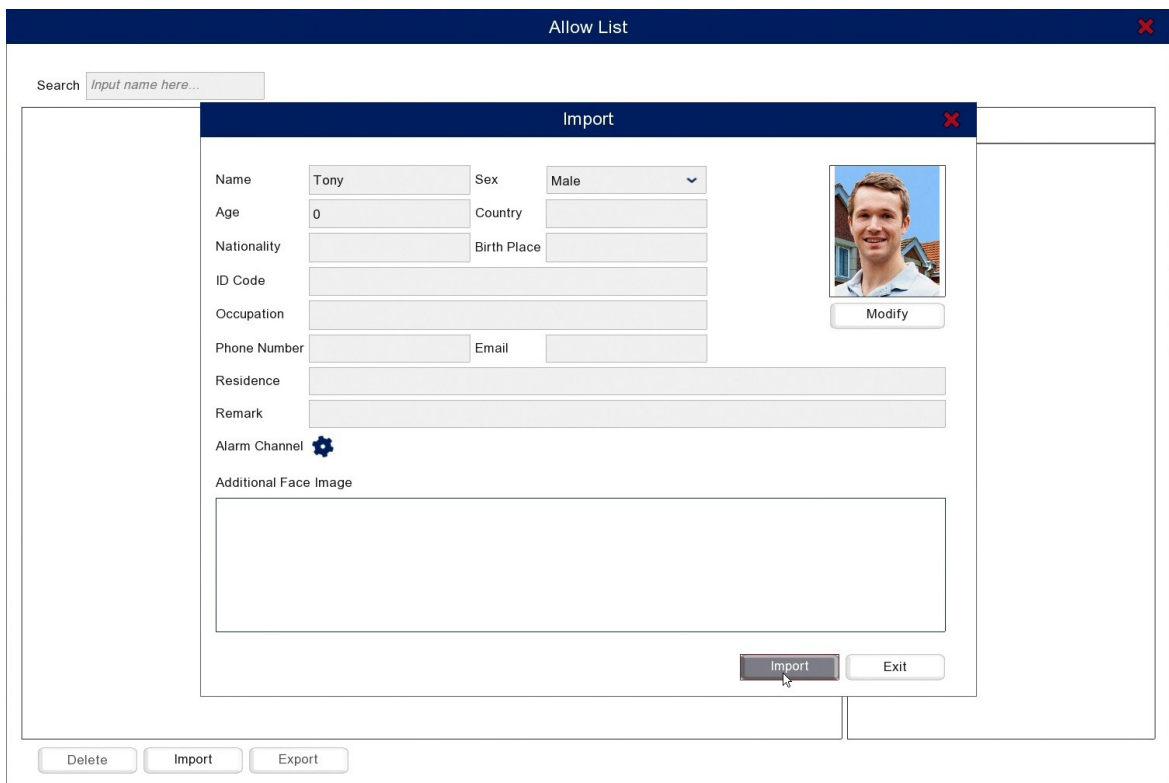 Allow List
Search Input name here...
Import
Name Tony Sex Male
Age 0 Country
Nationality Birth Place
ID Code
Occupation
Modify
Phone Number Email
Residence
Remark
Alarm Channel
Additional Face Image
Import Exit
Delete Import Export